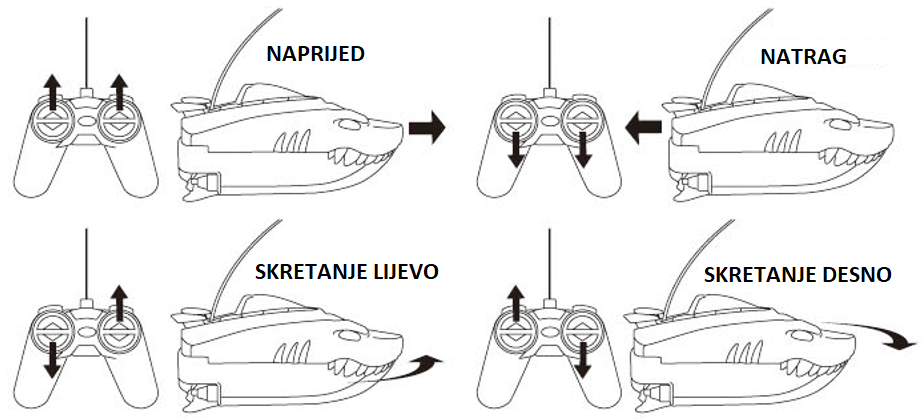 NAPRIJED
NATRAG
SKRETANJE LIJEVO
SKRETANJE DESNO